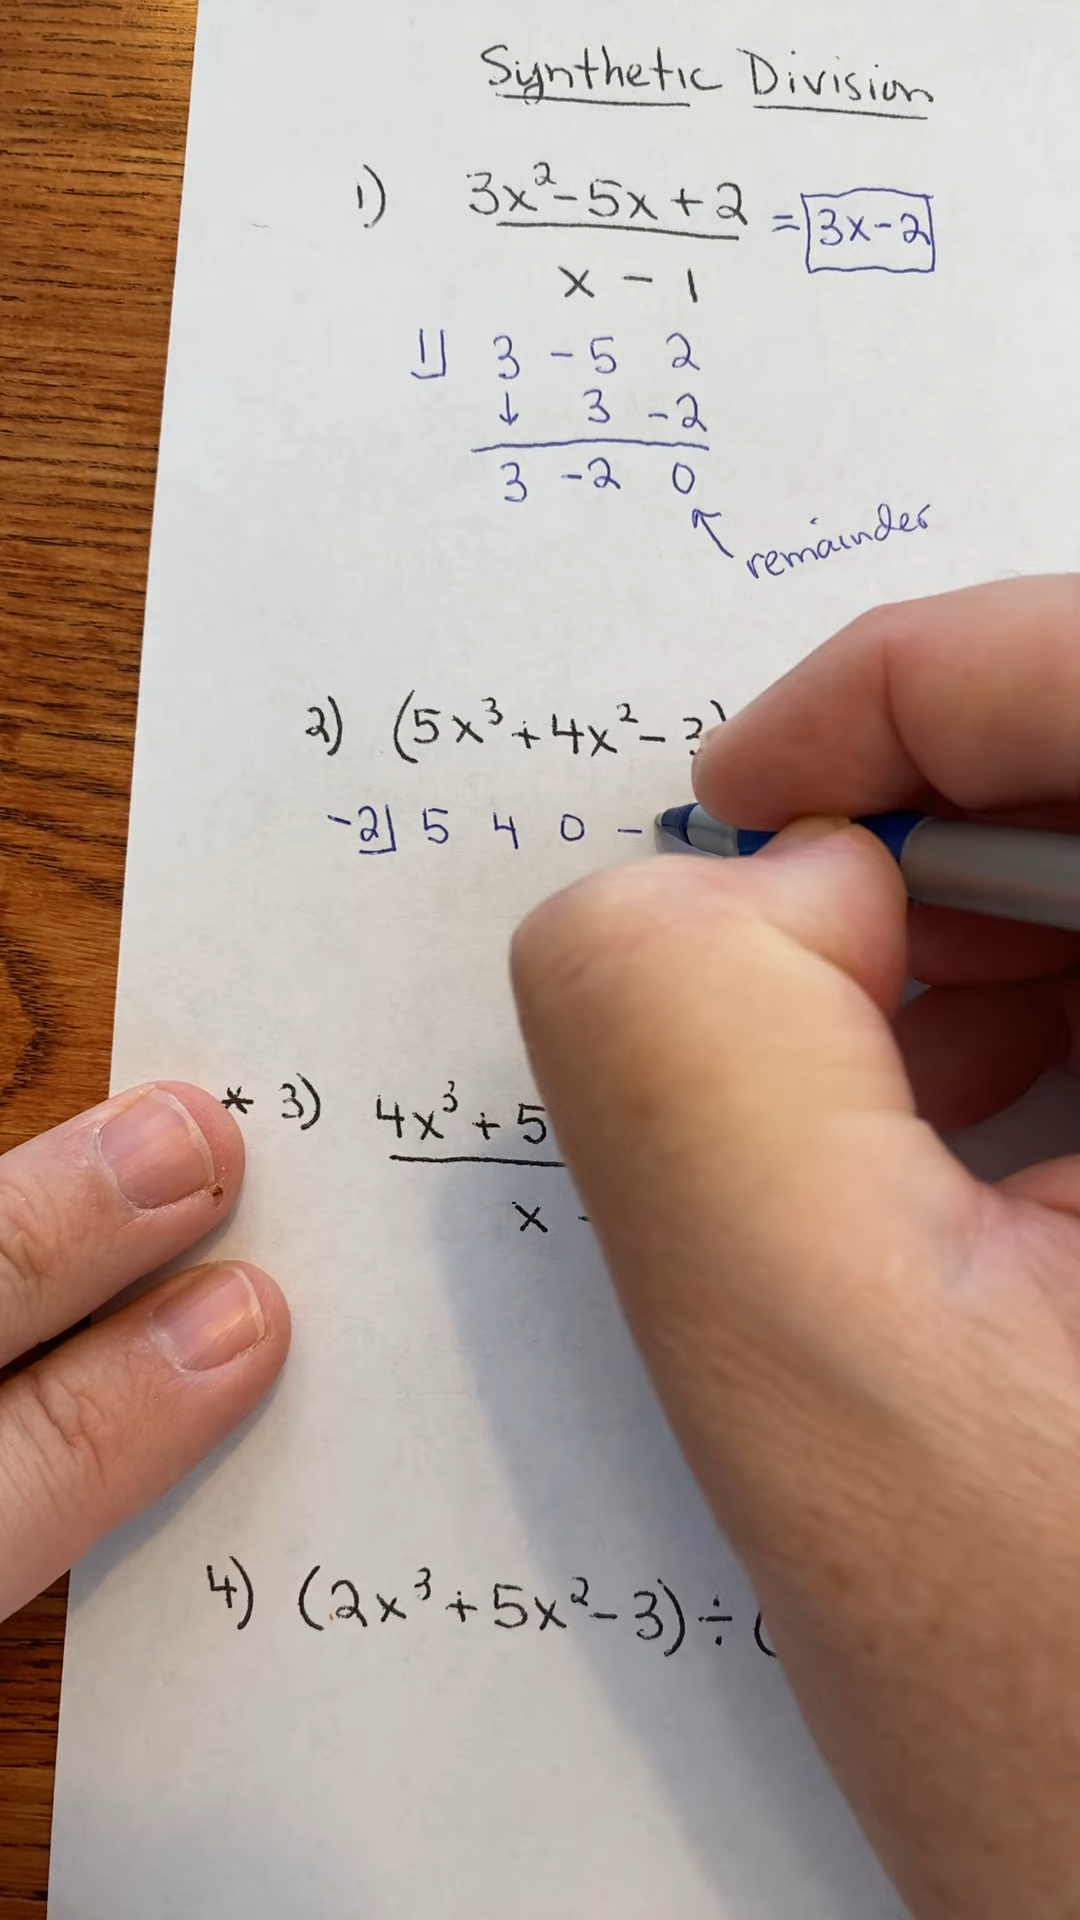 Synthetic Division
1) 3x²-5x+2 = 3x-2
x - 1
1 3 -5 2
↓ 3 -2
3 -2 0
↖ remainder
2) (5x³+4x²-
-2 5 4 0 -
* 3) 4x³+5
x -
4) (2x³+5x²-3)÷(